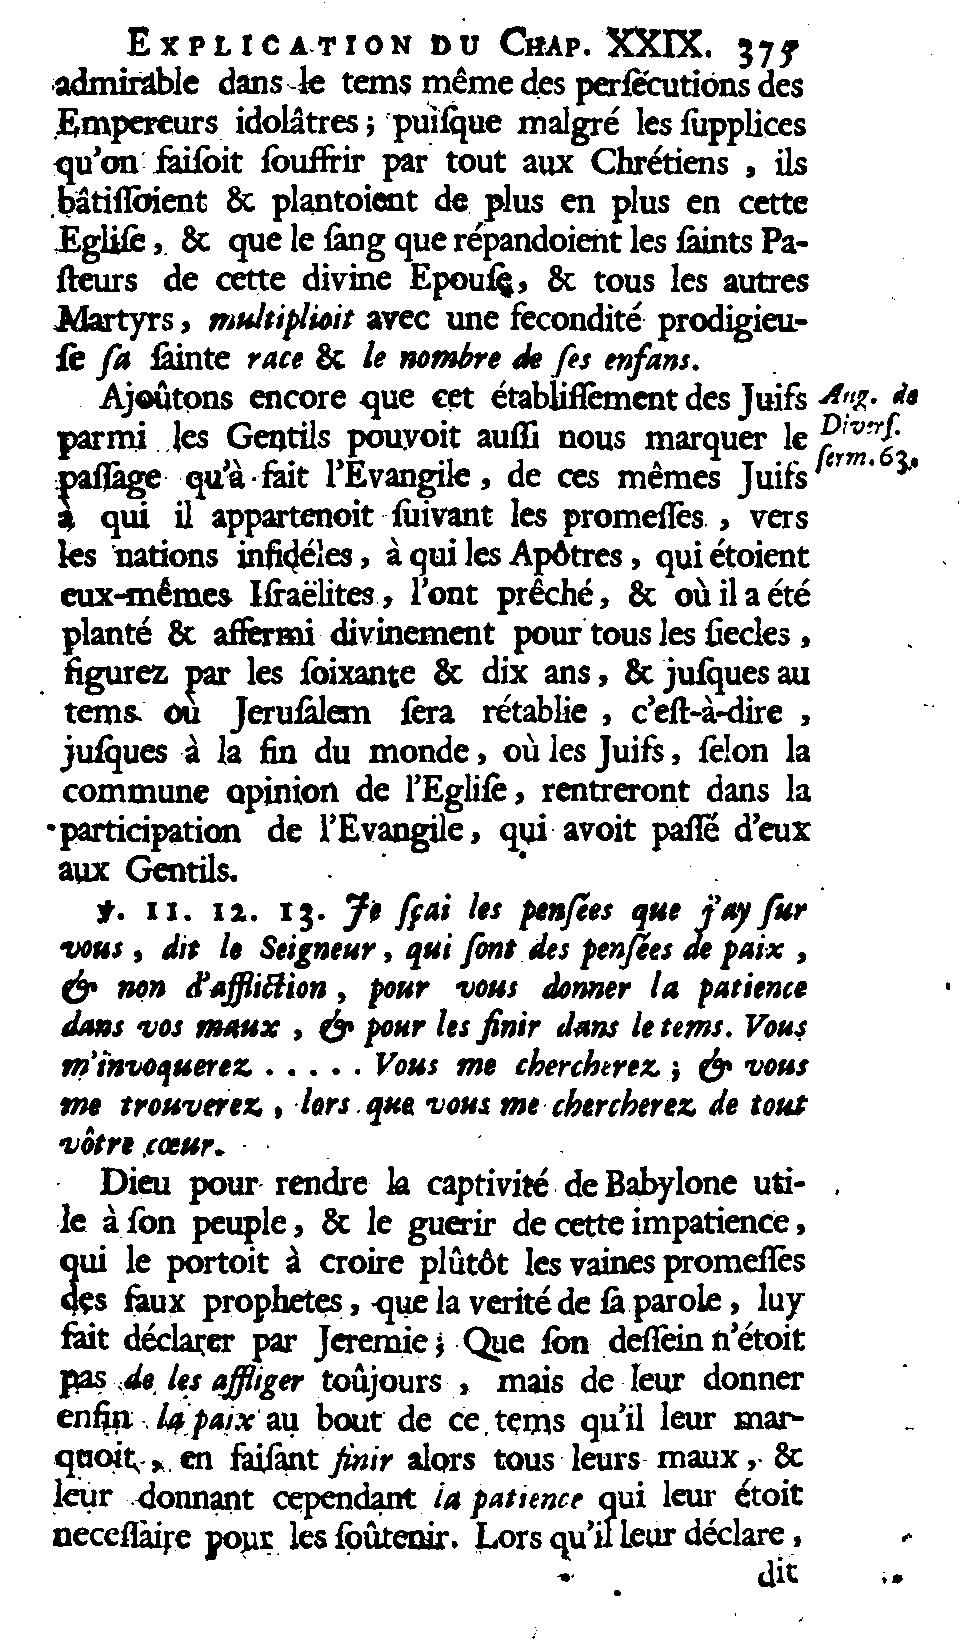 EXPLICATION DU CHAP. XXIX. 375
admirable dans le tems même des perſécutions des
Empereurs idolâtres ; puiſque malgré les ſupplices
qu'on faiſoit ſouffrir par tout aux Chrétiens , ils
bâtiſſoient & plantoient de plus en plus en cette
Egliſe, & que le ſang que répandoient les ſaints Pa-
ſteurs de cette divine Epouſe, & tous les autres
Martyrs, multiplioit avec une fecondité prodigieu-
ſe ſa ſainte race & le nombre de ſes enfans.
Ajoûtons encore que cet établiſſement des Juifs
parmi les Gentils pouvoit auſſi nous marquer le
paſſage qu'à fait l'Evangile, de ces mêmes Juifs
à qui il appartenoit ſuivant les promeſſes , vers
les nations infidéles, à qui les Apôtres, qui étoient
eux-mêmes Iſraëlites, l'ont prêché, & où il a été
planté & affermi divinement pour tous les ſiecles,
figurez par les ſoixante & dix ans, & juſques au
tems où Jeruſalem ſera rétablie , c'eſt-à-dire ,
juſques à la fin du monde, où les Juifs, ſelon la
commune opinion de l'Egliſe, rentreront dans la
participation de l'Evangile, qui avoit paſſé d'eux
aux Gentils.
Aug. de
Diverſ.
ſerm. 63.
℣. 11. 12. 13. Je ſçai les penſées que j'ay ſur
vous, dit le Seigneur, qui ſont des penſées de paix,
& non d'affliction, pour vous donner la patience
dans vos maux , & pour les finir dans le tems. Vous
m'invoquerez . . . . . Vous me chercherez ; & vous
me trouverez, lors que vous me chercherez de tout
vôtre cœur.
Dieu pour rendre la captivité de Babylone uti-
le à ſon peuple, & le guerir de cette impatience,
qui le portoit à croire plûtôt les vaines promeſſes
des faux prophetes, que la verité de ſa parole, luy
fait déclarer par Jeremie ; Que ſon deſſein n'étoit
pas de les affliger toûjours , mais de leur donner
enfin la paix au bout de ce tems qu'il leur mar-
quoit, en faiſant finir alors tous leurs maux, &
leur donnant cependant la patience qui leur étoit
neceſſaire pour les ſoûtenir. Lors qu'il leur déclare,
dit